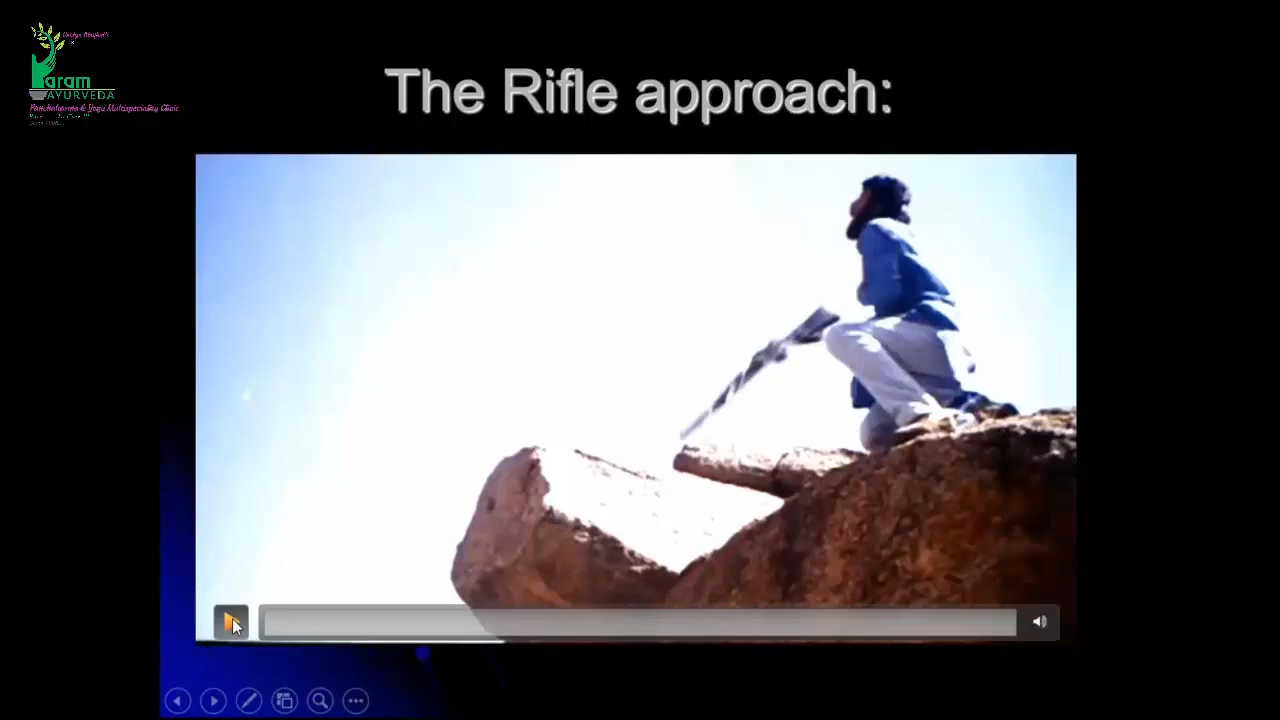 The Rifle approach:
Karam
AYURVEDA
Panchakarma & Yoga Multispeciality Clinic